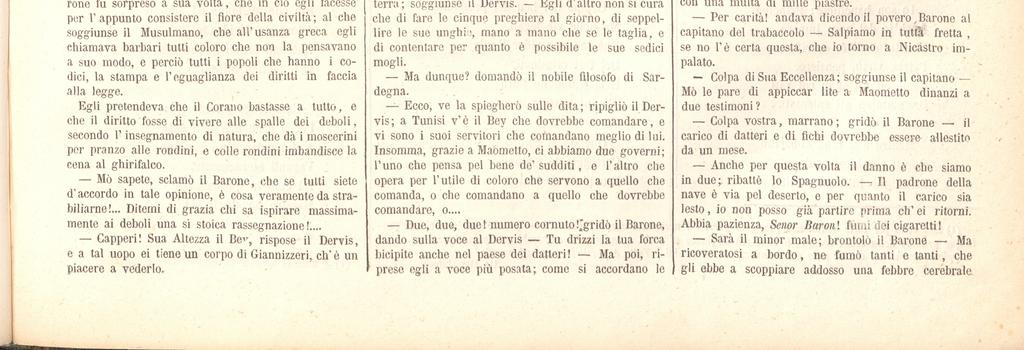 rone fu sorpreso a sua volta, che in ciò egli facesse
per l'appunto consistere il fiore della civiltà; al che
soggiunse il Musulmano, che all'usanza greca egli
chiamava barbari tutti coloro che non la pensavano
a suo modo, e perciò tutti i popoli che hanno i co-
dici, la stampa e l'eguaglianza dei diritti in faccia
alla legge.
Egli pretendeva che il Corano bastasse a tutto, e
che il diritto fosse di vivere alle spalle dei deboli,
secondo l'insegnamento di natura, che dà i moscerini
per pranzo alle rondini, e colle rondini imbandisce la
cena al ghirifalco.
— Mò sapete, sclamò il Barone, che se tutti siete
d'accordo in tale opinione, è cosa veramente da stra-
biliarne!... Ditemi di grazia chi sa ispirare massima-
mente ai deboli una sì stoica rassegnazione!....
— Capperi! Sua Altezza il Bey, rispose il Dervis,
e a tal uopo ei tiene un corpo di Giannizzeri, ch'è un
piacere a vederlo.
terra; soggiunse il Dervis. — Egli d'altro non si cura
che di fare le cinque preghiere al giorno, di seppel-
lire le sue unghie, mano a mano che se le taglia, e
di contentare per quanto è possibile le sue sedici
mogli.
— Ma dunque? domandò il nobile filosofo di Sar-
degna.
— Ecco, ve la spiegherò sulle dita; ripigliò il Der-
vis; a Tunisi v'è il Bey che dovrebbe comandare, e
vi sono i suoi servitori che comandano meglio di lui.
Insomma, grazie a Maometto, ci abbiamo due governi;
l'uno che pensa pel bene de' sudditi, e l'altro che
opera per l'utile di coloro che servono a quello che
comanda, o che comandano a quello che dovrebbe
comandare, o....
— Due, due, due! numero cornuto! gridò il Barone,
dando sulla voce al Dervis — Tu drizzi la tua forca
bicipite anche nel paese dei datteri! — Ma poi, ri-
prese egli a voce più posata; come si accordano le
con una multa di mille piastre.
— Per carità! andava dicendo il povero Barone al
capitano del trabaccolo — Salpiamo in tutta fretta,
se no l'è certa questa, che io torno a Nicastro im-
palato.
— Colpa di Sua Eccellenza; soggiunse il capitano —
Mò le pare di appiccar lite a Maometto dinanzi a
due testimoni?
— Colpa vostra, marrano; gridò il Barone — il
carico di datteri e di fichi dovrebbe essere allestito
da un mese.
— Anche per questa volta il danno è che siamo
in due; ribattè lo Spagnuolo. — Il padrone della
nave è via pel deserto, e per quanto il carico sia
lesto, io non posso già partire prima ch'ei ritorni.
Abbia pazienza, Senor Baron! fumi dei cigaretti!
— Sarà il minor male; brontolò il Barone — Ma
ricoveratosi a bordo, ne fumò tanti e tanti, che
gli ebbe a scoppiare addosso una febbre cerebrale